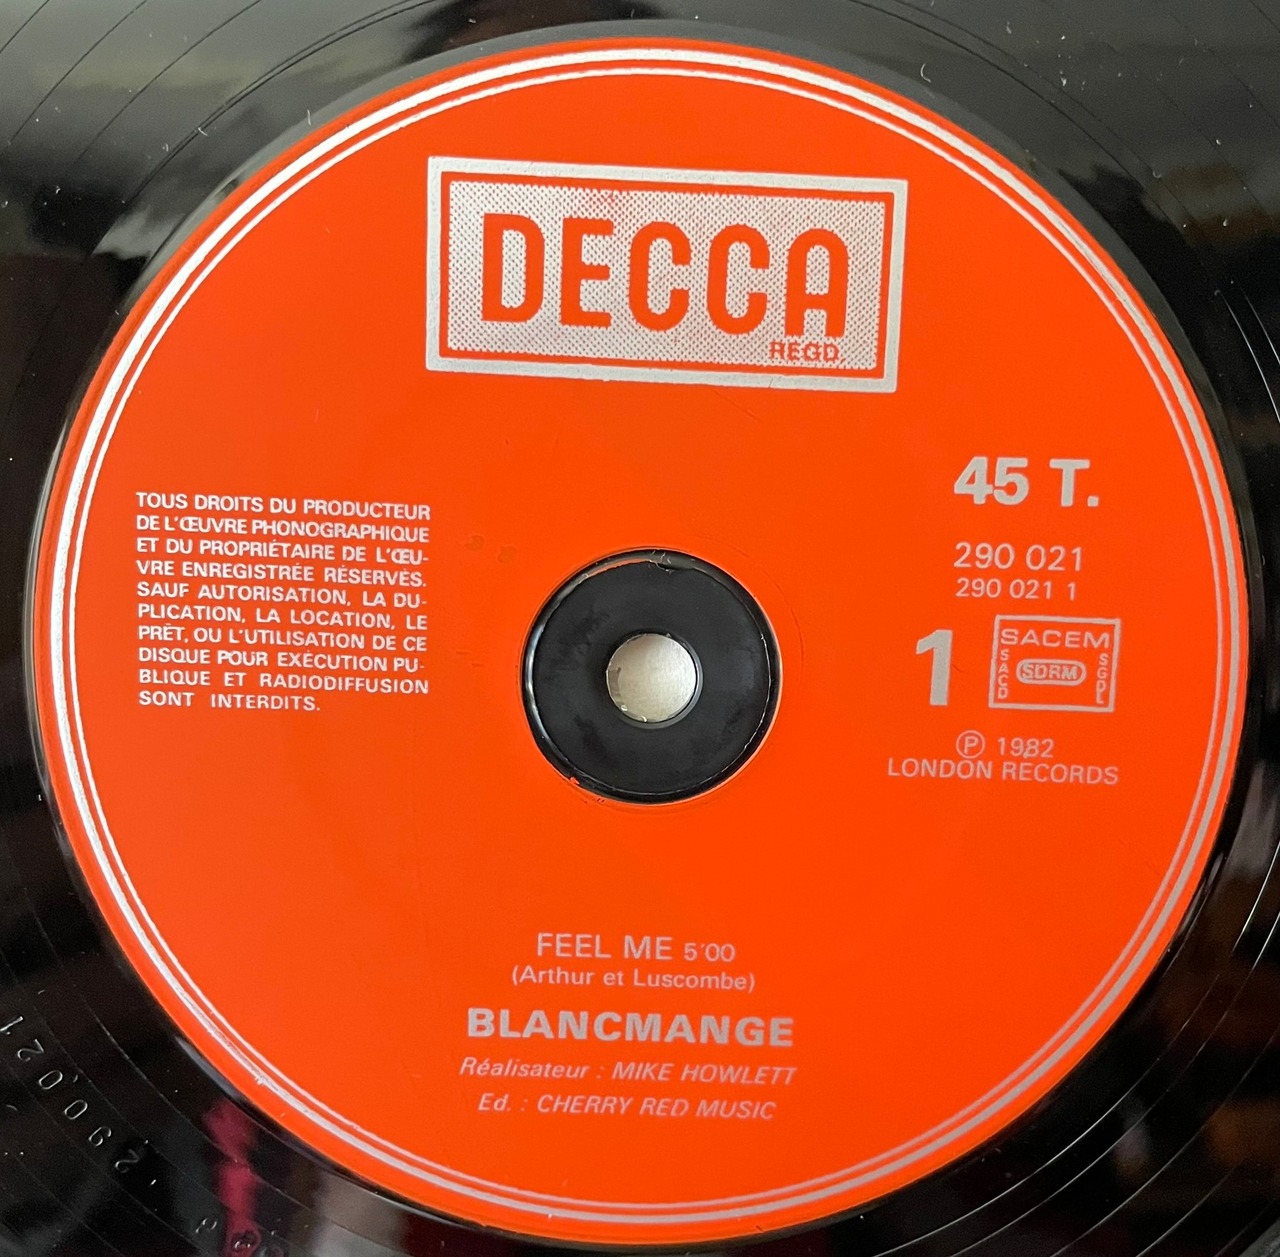 DECCA
REGD.
45 T.
290 021
290 021 1
1
SACEM
SACD
SDRM
SGDL
Ⓟ 1982
LONDON RECORDS
TOUS DROITS DU PRODUCTEUR
DE L'ŒUVRE PHONOGRAPHIQUE
ET DU PROPRIÉTAIRE DE L'ŒU-
VRE ENREGISTRÉE RÉSERVÉS.
SAUF AUTORISATION, LA DU-
PLICATION, LA LOCATION, LE
PRÊT, OU L'UTILISATION DE CE
DISQUE POUR EXÉCUTION PU-
BLIQUE ET RADIODIFFUSION
SONT INTERDITS.
FEEL ME 5'00
(Arthur et Luscombe)
BLANCMANGE
Réalisateur : MIKE HOWLETT
Ed. : CHERRY RED MUSIC